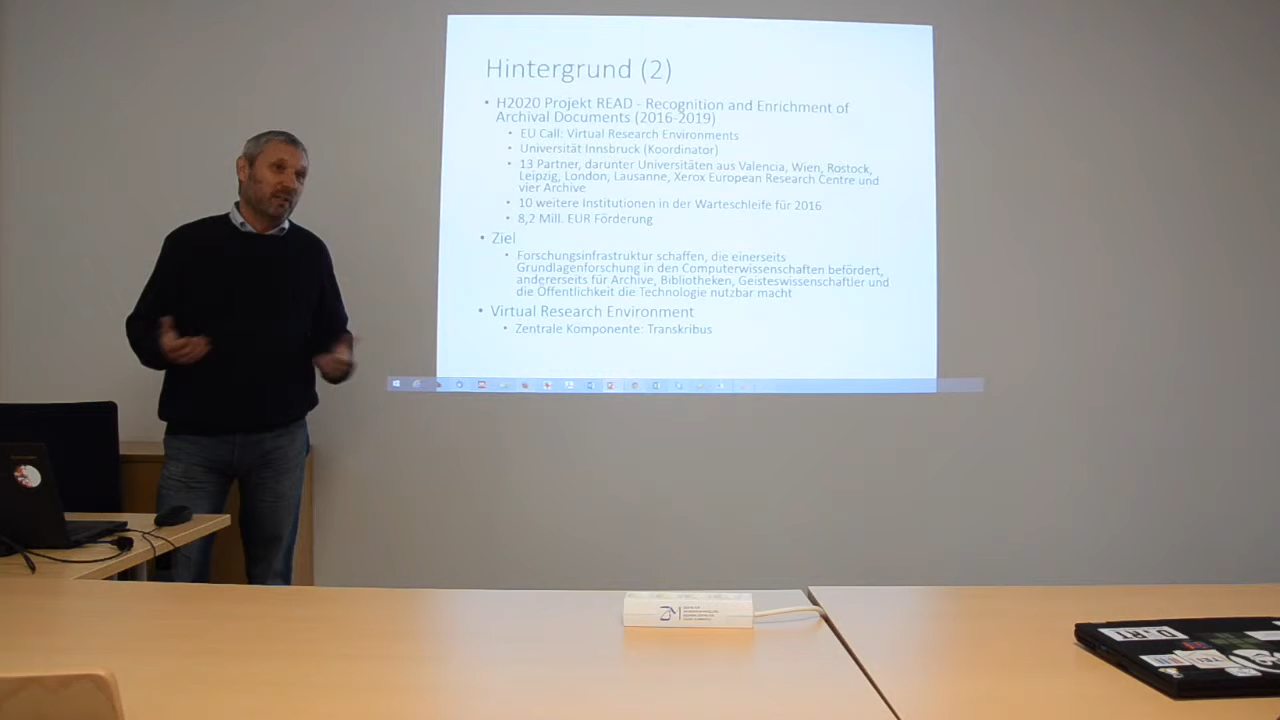 Hintergrund (2)
• H2020 Projekt READ - Recognition and Enrichment of
Archival Documents (2016-2019)
• EU Call: Virtual Research Environments
• Universität Innsbruck (Koordinator)
• 13 Partner, darunter Universitäten aus Valencia, Wien, Rostock,
Leipzig, London, Lausanne, Xerox European Research Centre und
vier Archive
• 10 weitere Institutionen in der Warteschleife für 2016
• 8,2 Mill. EUR Förderung
• Ziel
• Forschungsinfrastruktur schaffen, die einerseits
Grundlagenforschung in den Computerwissenschaften befördert,
andererseits für Archive, Bibliotheken, Geisteswissenschaftler und
die Öffentlichkeit die Technologie nutzbar macht
• Virtual Research Environment
• Zentrale Komponente: Transkribus